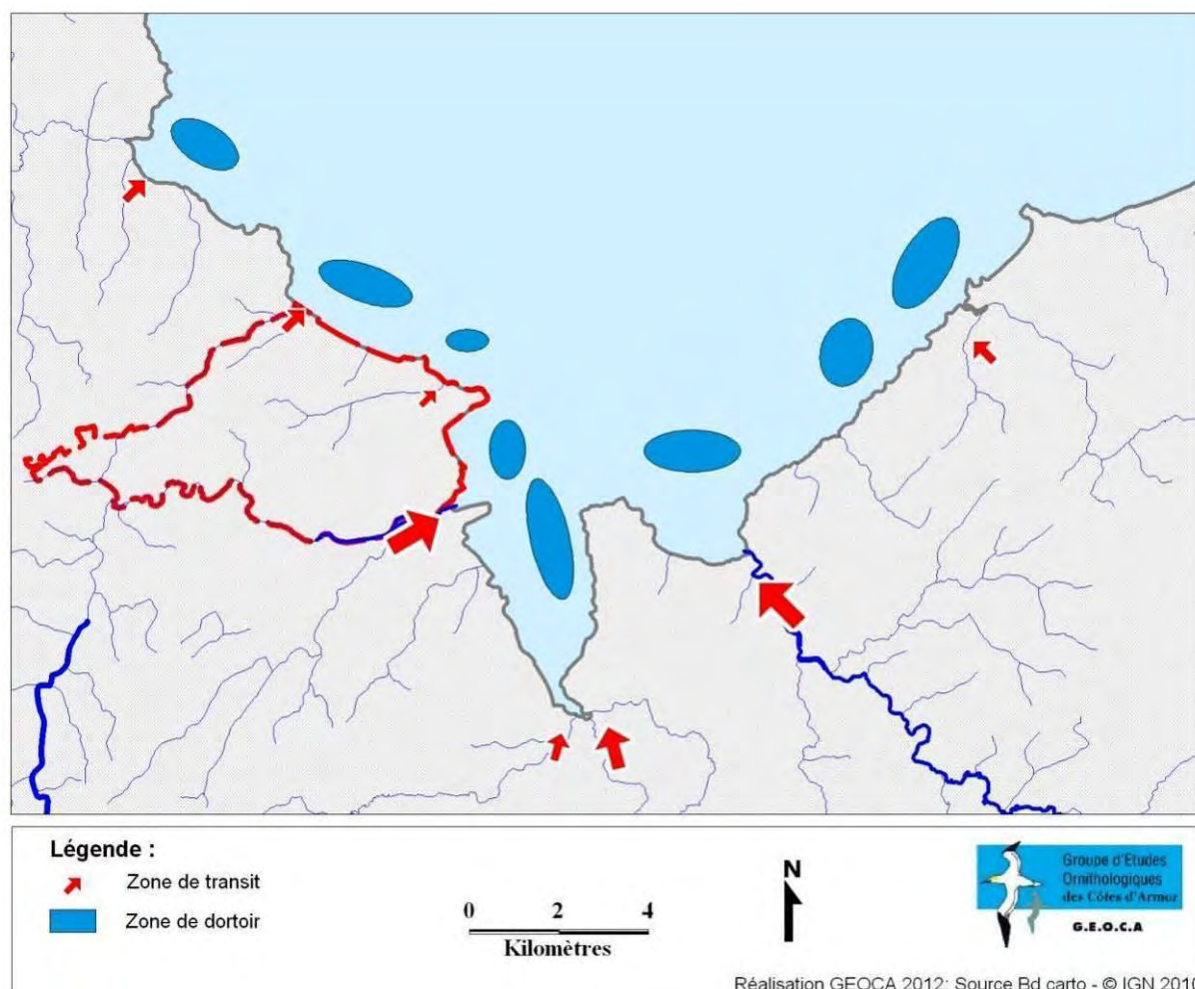 Légende :
Zone de transit
Zone de dortoir
0 2 4
Kilomètres
N
Groupe d'Etudes
Ornithologiques
des Côtes d'Armor
G.E.O.C.A
Réalisation GEOCA 2012; Source Bd carto - © IGN 2010